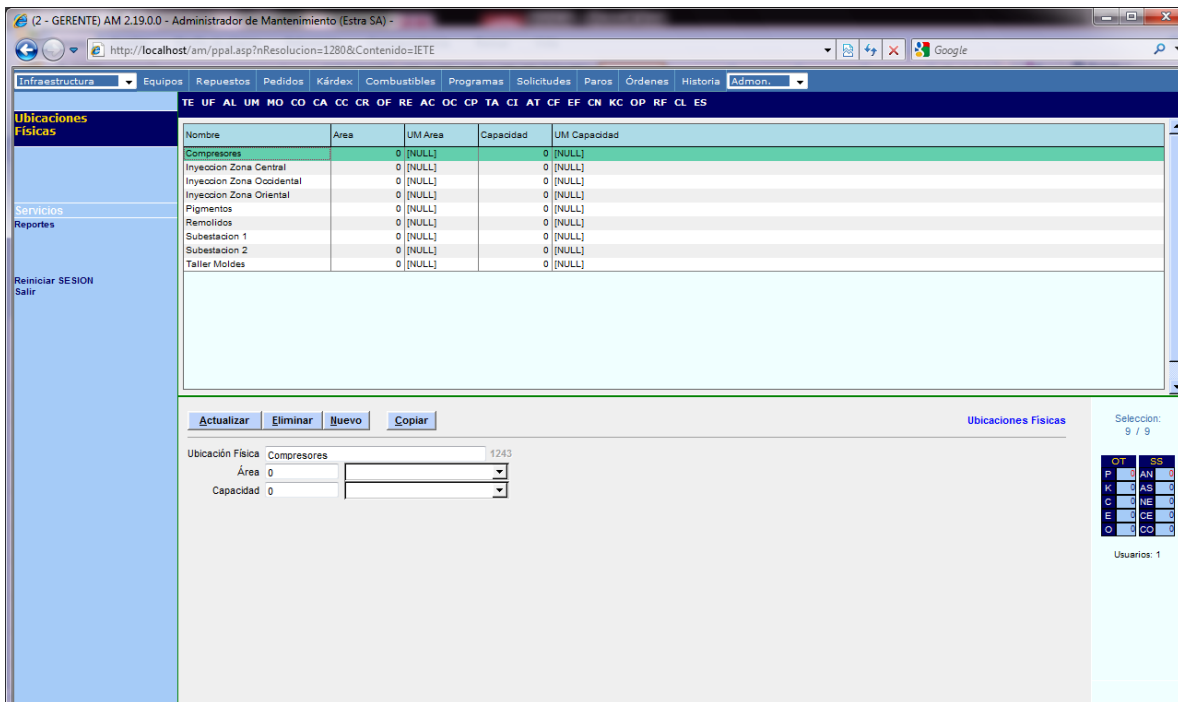 (2 - GERENTE) AM 2.19.0.0 - Administrador de Mantenimiento (Estra SA) -
http://localhost/am/ppal.asp?nResolucion=1280&Contenido=IETE
Google
Infraestructura Equipos Repuestos Pedidos Kárdex Combustibles Programas Solicitudes Paros Órdenes Historia Admon.
TE UF AL UM MO CO CA CC CR OF RE AC OC CP TA CI AT CF EF CN KC OP RF CL ES
Ubicaciones
Físicas
Servicios
Reportes
Reiniciar SESION
Salir
Nombre Area UM Area Capacidad UM Capacidad
Compresores 0 [NULL] 0 [NULL]
Inyeccion Zona Central 0 [NULL] 0 [NULL]
Inyeccion Zona Occidental 0 [NULL] 0 [NULL]
Inyeccion Zona Oriental 0 [NULL] 0 [NULL]
Pigmentos 0 [NULL] 0 [NULL]
Remolidos 0 [NULL] 0 [NULL]
Subestacion 1 0 [NULL] 0 [NULL]
Subestacion 2 0 [NULL] 0 [NULL]
Taller Moldes 0 [NULL] 0 [NULL]
Actualizar Eliminar Nuevo Copiar Ubicaciones Físicas
Ubicación Física Compresores 1243
Área 0
Capacidad 0
Seleccion:
9 / 9
OT SS
P 0 AN 0
K 0 AS 0
C 0 NE 0
E 0 CE 0
O 0 CO 0
Usuarios: 1